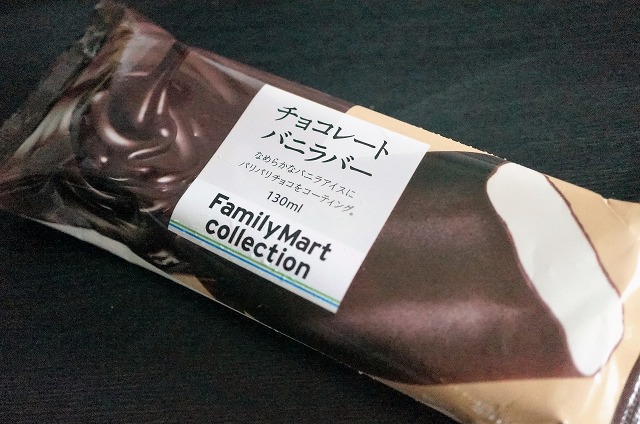 チョコレート
バニラバー
なめらかなバニラアイスに
パリパリチョコをコーティング。
130ml
FamilyMart
collection